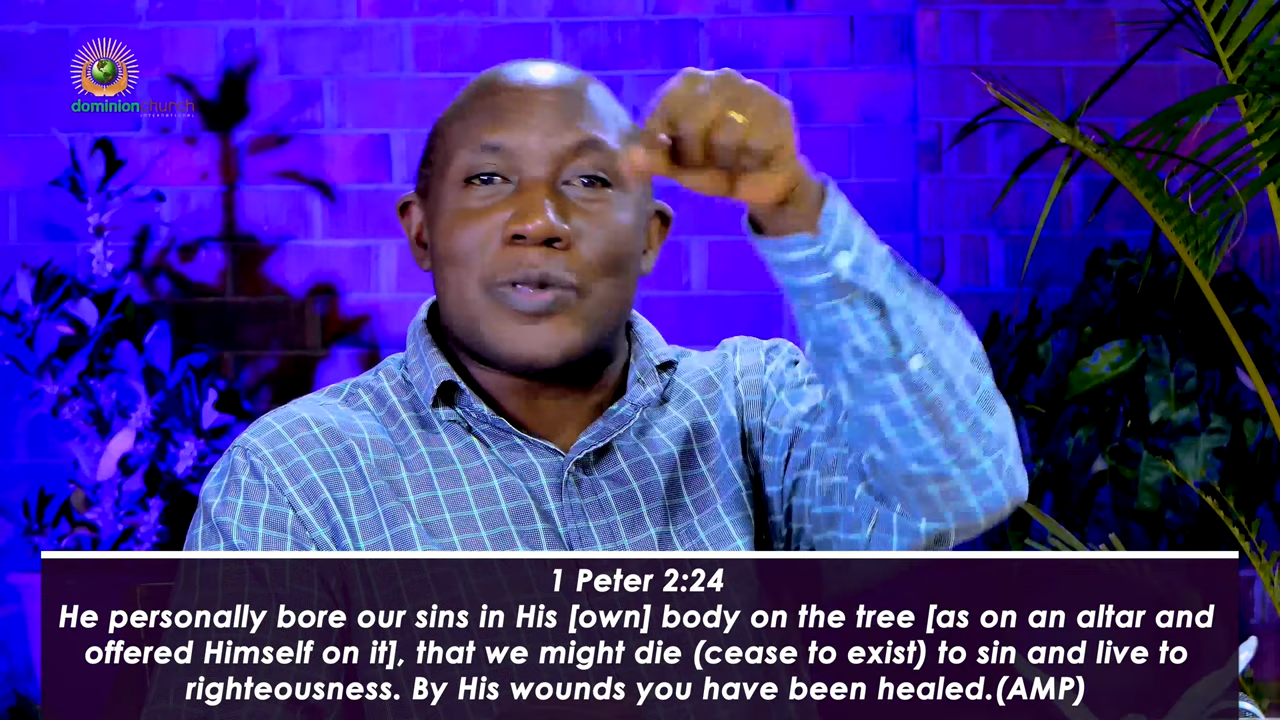 dominionchurch
INTERNATIONAL
1 Peter 2:24
He personally bore our sins in His [own] body on the tree [as on an altar and
offered Himself on it], that we might die (cease to exist) to sin and live to
righteousness. By His wounds you have been healed.(AMP)